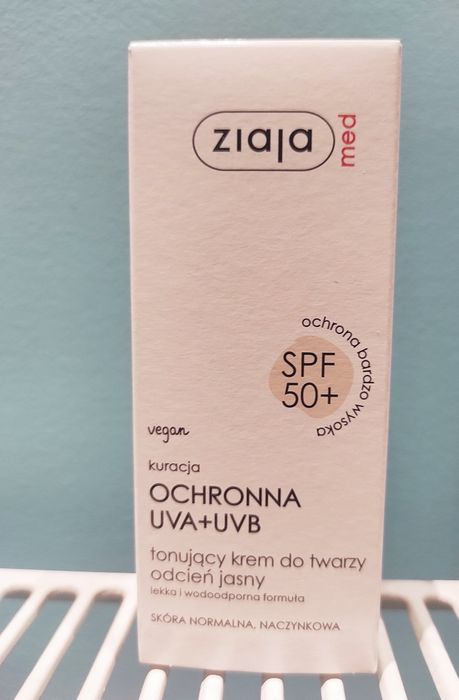 ziaja
med
ochrona bardzo wysoka
SPF
50+
vegan
kuracja
OCHRONNA
UVA+UVB
tonujący krem do twarzy
odcień jasny
lekka i wodoodporna formuła
SKÓRA NORMALNA, NACZYNKOWA